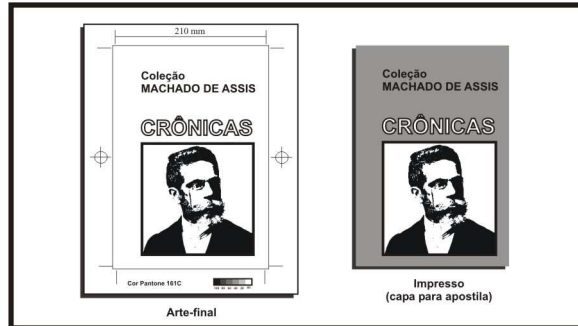 210 mm
Coleção
MACHADO DE ASSIS
CRÔNICAS
Cor Pantone 161C
Arte-final
Coleção
MACHADO DE ASSIS
CRÔNICAS
Impresso
(capa para apostila)